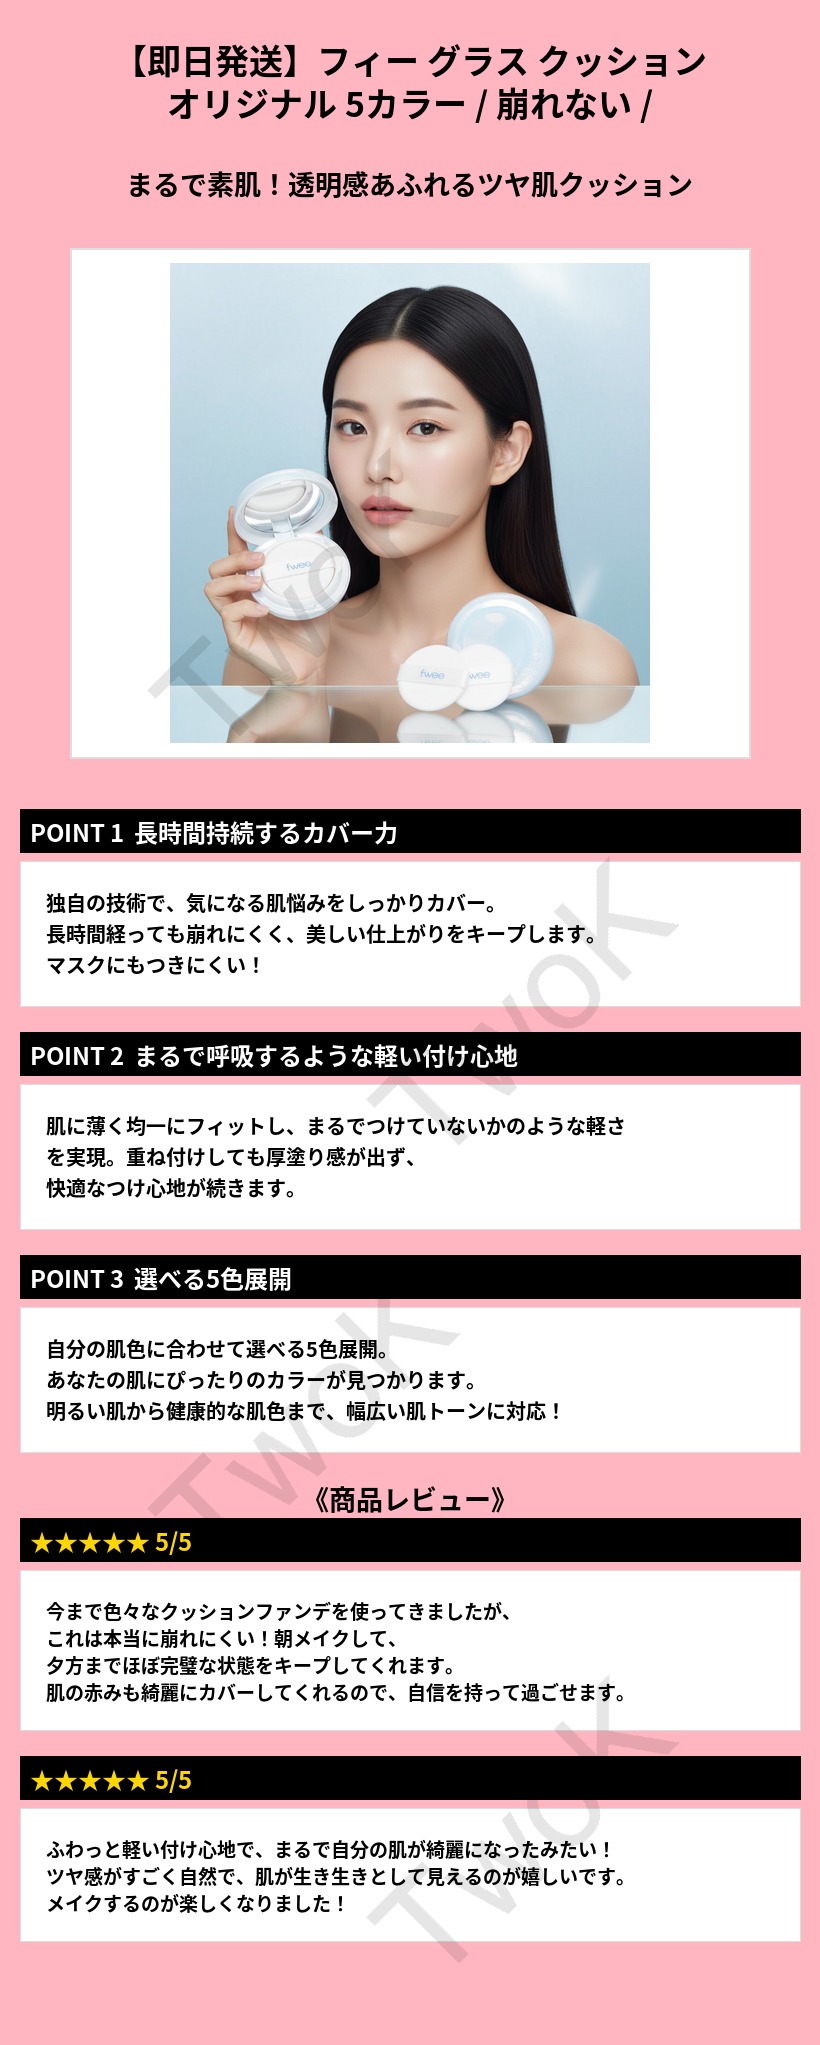 【即日発送】フィー グラス クッション
オリジナル 5カラー / 崩れない /
まるで素肌！透明感あふれるツヤ肌クッション
fwee
fwee
wee
TwoK
POINT 1 長時間持続するカバー力
独自の技術で、気になる肌悩みをしっかりカバー。
長時間経っても崩れにくく、美しい仕上がりをキープします。
マスクにもつきにくい！
TwoK
POINT 2 まるで呼吸するような軽い付け心地
肌に薄く均一にフィットし、まるでつけていないかのような軽さ
を実現。重ね付けしても厚塗り感が出ず、
快適なつけ心地が続きます。
POINT 3 選べる5色展開
自分の肌色に合わせて選べる5色展開。
あなたの肌にぴったりのカラーが見つかります。
明るい肌から健康的な肌色まで、幅広い肌トーンに対応！
TwoK
《商品レビュー》
★★★★★ 5/5
今まで色々なクッションファンデを使ってきましたが、
これは本当に崩れにくい！朝メイクして、
夕方までほぼ完璧な状態をキープしてくれます。
肌の赤みも綺麗にカバーしてくれるので、自信を持って過ごせます。
★★★★★ 5/5
ふわっと軽い付け心地で、まるで自分の肌が綺麗になったみたい！
ツヤ感がすごく自然で、肌が生き生きとして見えるのが嬉しいです。
メイクするのが楽しくなりました！
TwoK